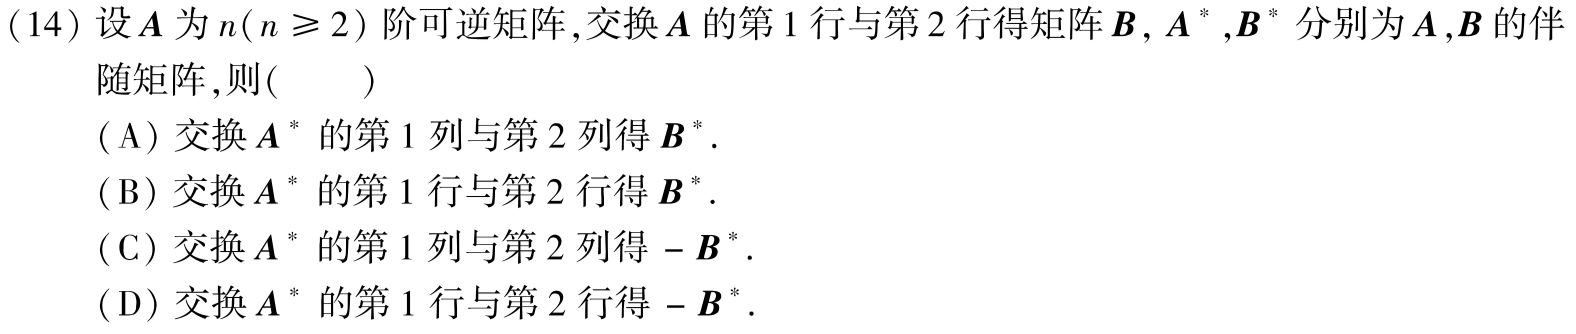 (14) 设 A 为 n(n ≥ 2) 阶可逆矩阵,交换 A 的第 1 行与第 2 行得矩阵 B, A*,B* 分别为 A,B 的伴
随矩阵,则(    )
(A) 交换 A* 的第 1 列与第 2 列得 B*.
(B) 交换 A* 的第 1 行与第 2 行得 B*.
(C) 交换 A* 的第 1 列与第 2 列得 - B*.
(D) 交换 A* 的第 1 行与第 2 行得 - B*.